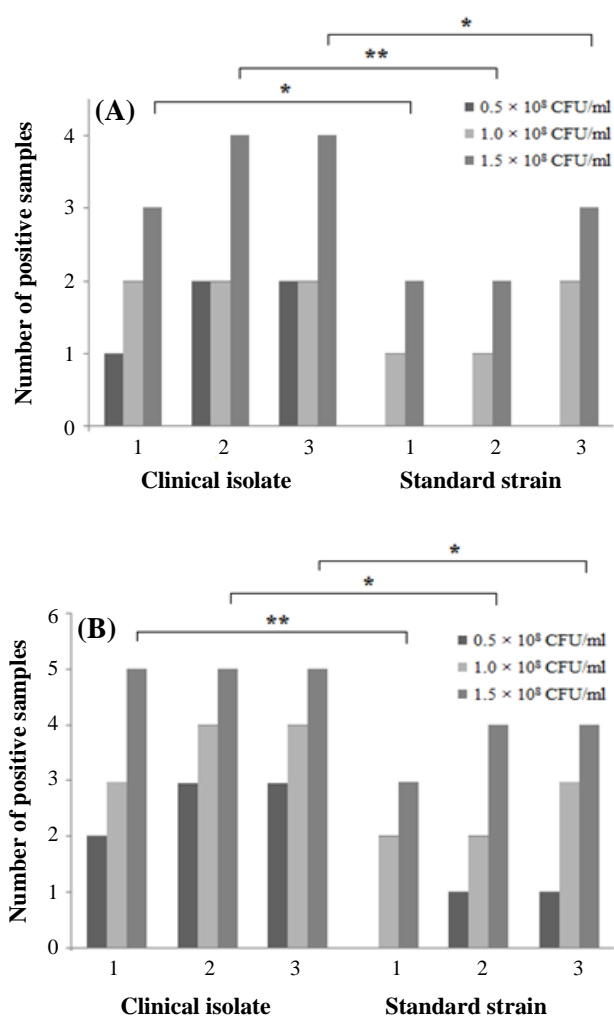 *
**
*
(A)
0.5 × 10⁸ CFU/ml
1.0 × 10⁸ CFU/ml
1.5 × 10⁸ CFU/ml
Number of positive samples
4
3
2
1
0
1 2 3 1 2 3
Clinical isolate Standard strain
*
*
**
(B)
0.5 × 10⁸ CFU/ml
1.0 × 10⁸ CFU/ml
1.5 × 10⁸ CFU/ml
Number of positive samples
6
5
4
3
2
1
0
1 2 3 1 2 3
Clinical isolate Standard strain